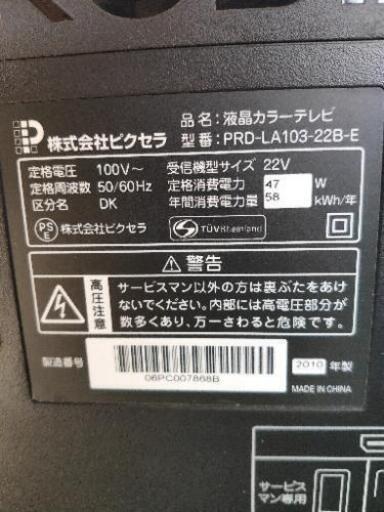 品名：液晶カラーテレビ
株式会社ピクセラ 型番：PRD-LA103-22B-E
定格電圧 100V～ 受信機型サイズ 22V
定格周波数 50/60Hz 定格消費電力 47 W
区分名 DK 年間消費電力量 58 kWh/年
PSE 株式会社ピクセラ S TÜVRheinland
警告
高圧注意
サービスマン以外の方は裏ぶたをあけ
ないでください。内部には高電圧部分が
数多くあり、万一さわると危険です。
製造番号 06PC007868B 2010 年製
MADE IN CHINA
サービス
マン専用